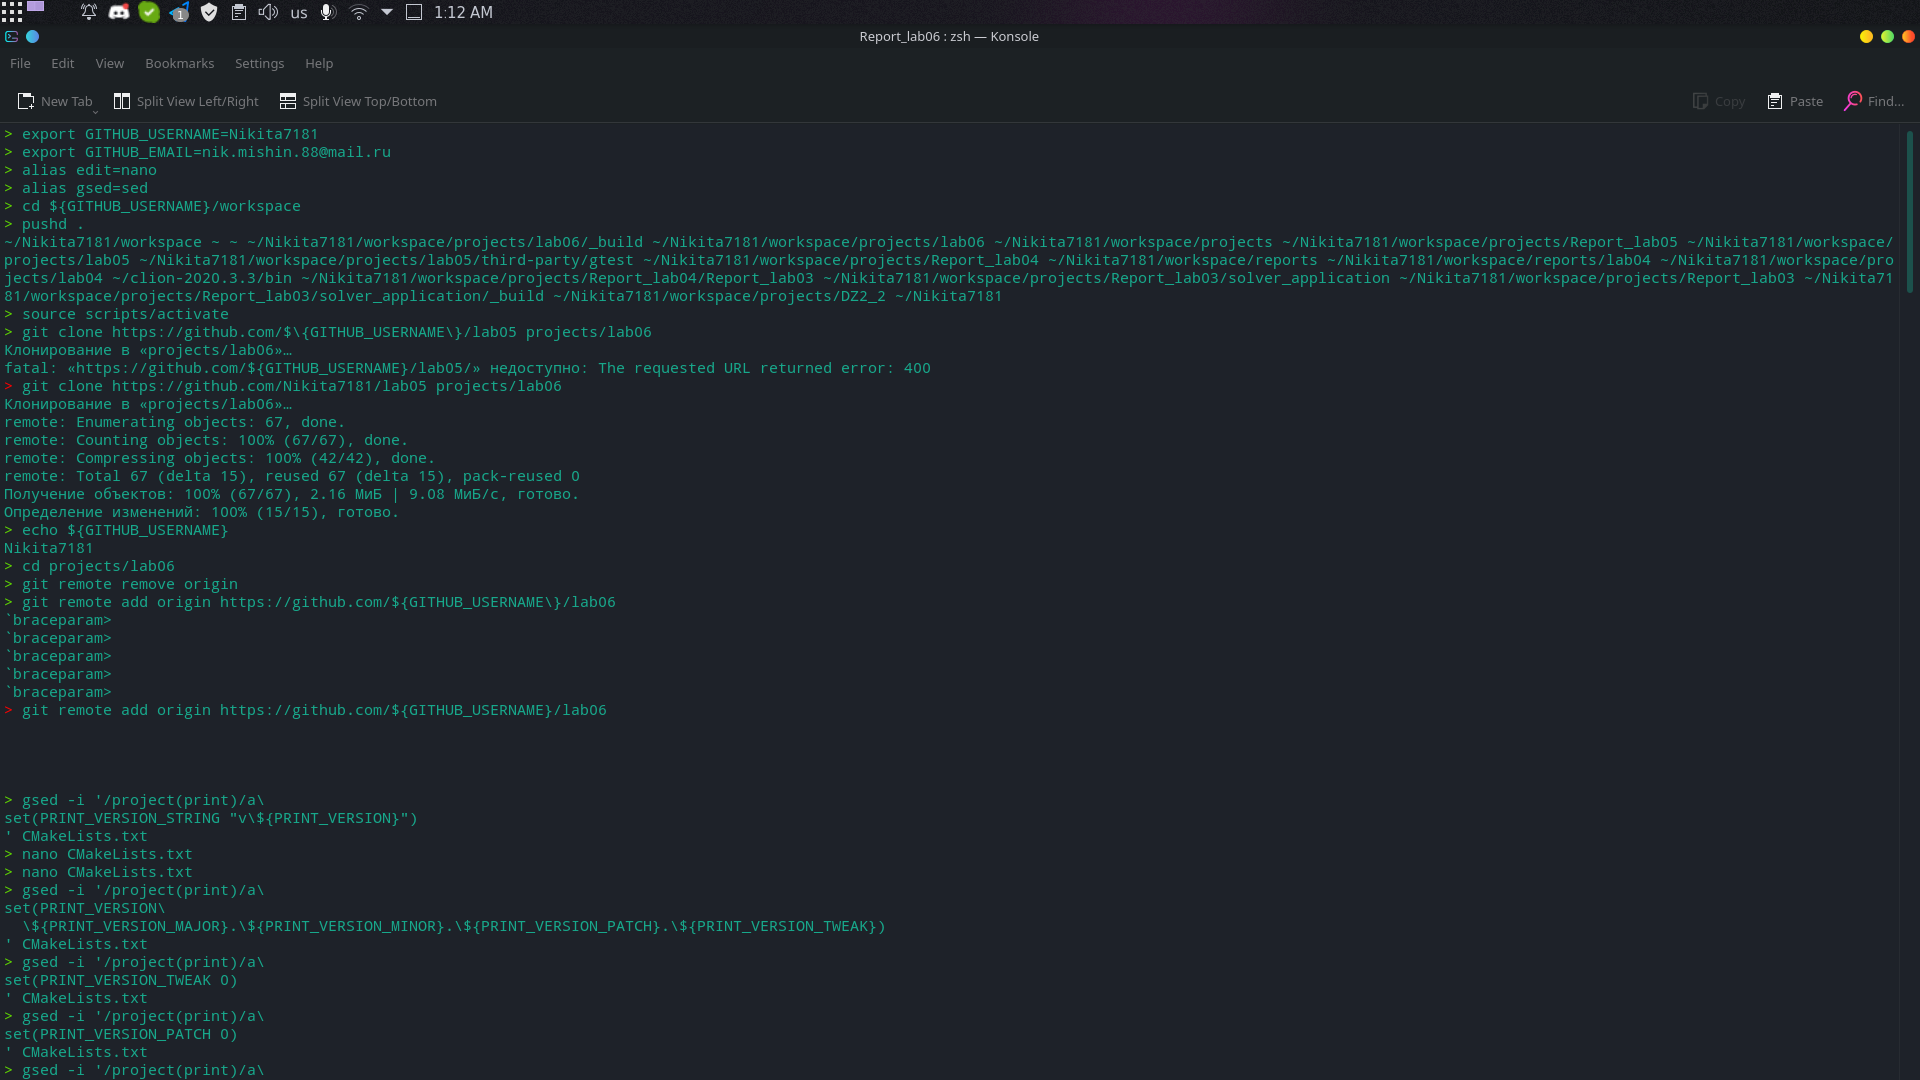 1
us
1:12 AM
Report_lab06 : zsh — Konsole
File Edit View Bookmarks Settings Help
New Tab Split View Left/Right Split View Top/Bottom Copy Paste Find...
> export GITHUB_USERNAME=Nikita7181
> export GITHUB_EMAIL=nik.mishin.88@mail.ru
> alias edit=nano
> alias gsed=sed
> cd ${GITHUB_USERNAME}/workspace
> pushd .
~/Nikita7181/workspace ~ ~ ~/Nikita7181/workspace/projects/lab06/_build ~/Nikita7181/workspace/projects/lab06 ~/Nikita7181/workspace/projects ~/Nikita7181/workspace/projects/Report_lab05 ~/Nikita7181/workspace/
projects/lab05 ~/Nikita7181/workspace/projects/lab05/third-party/gtest ~/Nikita7181/workspace/projects/Report_lab04 ~/Nikita7181/workspace/reports ~/Nikita7181/workspace/reports/lab04 ~/Nikita7181/workspace/pro
jects/lab04 ~/clion-2020.3.3/bin ~/Nikita7181/workspace/projects/Report_lab04/Report_lab03 ~/Nikita7181/workspace/projects/Report_lab03/solver_application ~/Nikita7181/workspace/projects/Report_lab03 ~/Nikita71
81/workspace/projects/Report_lab03/solver_application/_build ~/Nikita7181/workspace/projects/DZ2_2 ~/Nikita7181
> source scripts/activate
> git clone https://github.com/$\{GITHUB_USERNAME\}/lab05 projects/lab06
Клонирование в «projects/lab06»…
fatal: «https://github.com/${GITHUB_USERNAME}/lab05/» недоступно: The requested URL returned error: 400
> git clone https://github.com/Nikita7181/lab05 projects/lab06
Клонирование в «projects/lab06»…
remote: Enumerating objects: 67, done.
remote: Counting objects: 100% (67/67), done.
remote: Compressing objects: 100% (42/42), done.
remote: Total 67 (delta 15), reused 67 (delta 15), pack-reused 0
Получение объектов: 100% (67/67), 2.16 МиБ | 9.08 МиБ/с, готово.
Определение изменений: 100% (15/15), готово.
> echo ${GITHUB_USERNAME}
Nikita7181
> cd projects/lab06
> git remote remove origin
> git remote add origin https://github.com/${GITHUB_USERNAME\}/lab06
`braceparam>
`braceparam>
`braceparam>
`braceparam>
`braceparam>
> git remote add origin https://github.com/${GITHUB_USERNAME}/lab06
> gsed -i '/project(print)/a\
set(PRINT_VERSION_STRING "v\${PRINT_VERSION}")
' CMakeLists.txt
> nano CMakeLists.txt
> nano CMakeLists.txt
> gsed -i '/project(print)/a\
set(PRINT_VERSION\
  \${PRINT_VERSION_MAJOR}.\${PRINT_VERSION_MINOR}.\${PRINT_VERSION_PATCH}.\${PRINT_VERSION_TWEAK})
' CMakeLists.txt
> gsed -i '/project(print)/a\
set(PRINT_VERSION_TWEAK 0)
' CMakeLists.txt
> gsed -i '/project(print)/a\
set(PRINT_VERSION_PATCH 0)
' CMakeLists.txt
> gsed -i '/project(print)/a\